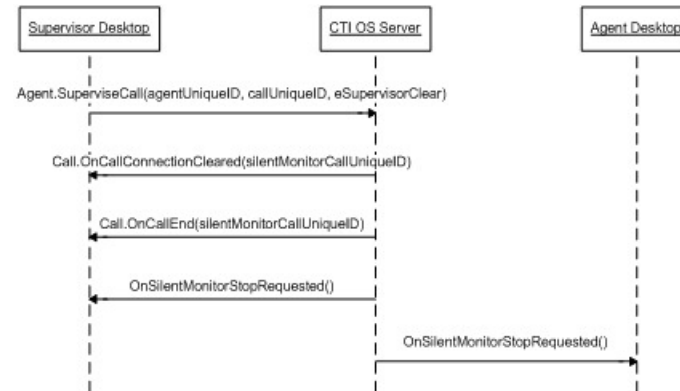 Supervisor Desktop
CTI OS Server
Agent Desktop
Agent.SuperviseCall(agentUniqueID, callUniqueID, eSupervisorClear)
Call.OnCallConnectionCleared(silentMonitorCallUniqueID)
Call.OnCallEnd(silentMonitorCallUniqueID)
OnSilentMonitorStopRequested()
OnSilentMonitorStopRequested()